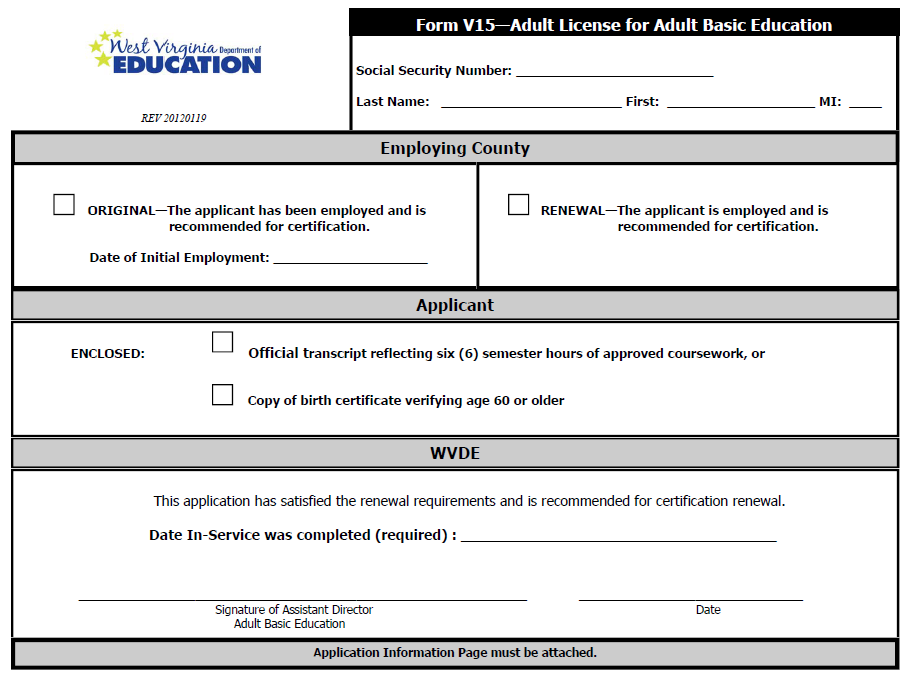 West Virginia Department of
EDUCATION
REV 20120119
Form V15—Adult License for Adult Basic Education
Social Security Number: ____________________________
Last Name: __________________________ First: _____________________ MI: ____
Employing County
ORIGINAL—The applicant has been employed and is
recommended for certification.
Date of Initial Employment: ______________________
RENEWAL—The applicant is employed and is
recommended for certification.
Applicant
ENCLOSED:
Official transcript reflecting six (6) semester hours of approved coursework, or
Copy of birth certificate verifying age 60 or older
WVDE
This application has satisfied the renewal requirements and is recommended for certification renewal.
Date In-Service was completed (required) : ________________________________________
Signature of Assistant Director
Adult Basic Education
Date
Application Information Page must be attached.